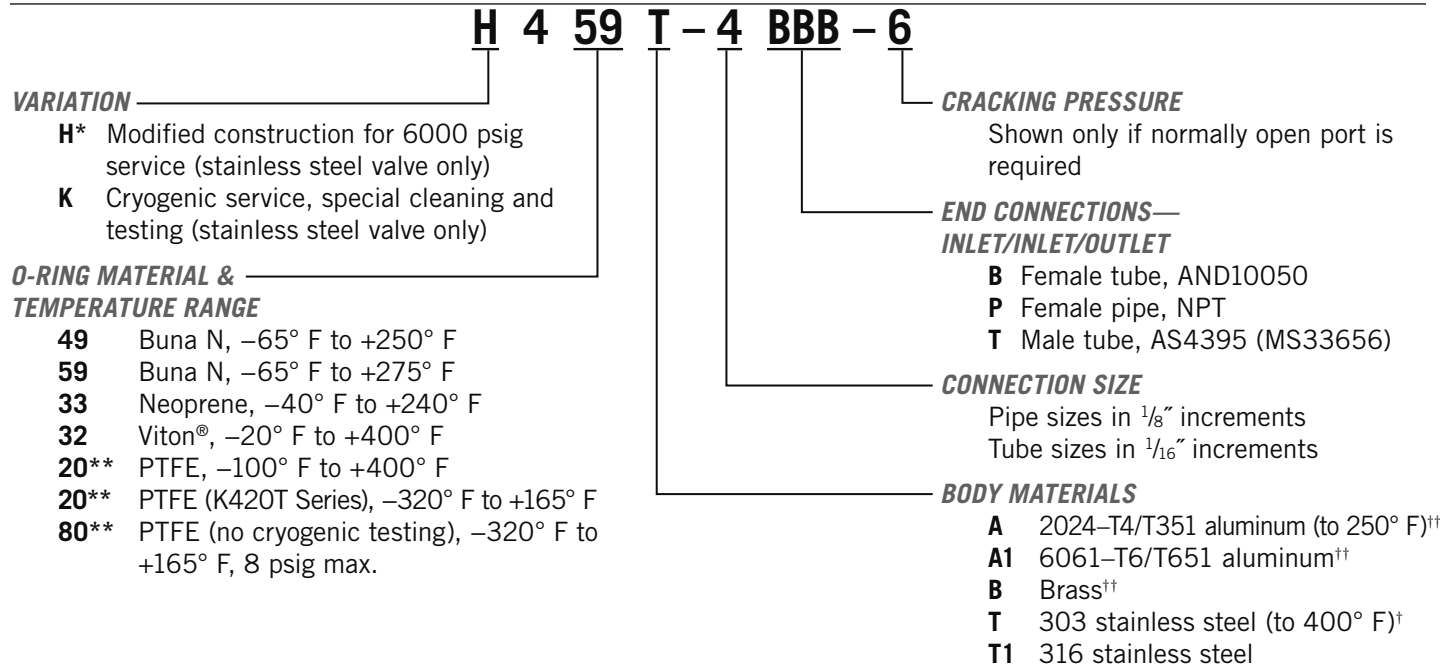 H 4 59 T – 4 BBB – 6
VARIATION
H* Modified construction for 6000 psig
service (stainless steel valve only)
K Cryogenic service, special cleaning and
testing (stainless steel valve only)
O-RING MATERIAL &
TEMPERATURE RANGE
49 Buna N, –65° F to +250° F
59 Buna N, –65° F to +275° F
33 Neoprene, –40° F to +240° F
32 Viton®, –20° F to +400° F
20** PTFE, –100° F to +400° F
20** PTFE (K420T Series), –320° F to +165° F
80** PTFE (no cryogenic testing), –320° F to
+165° F, 8 psig max.
CRACKING PRESSURE
Shown only if normally open port is
required
END CONNECTIONS—
INLET/INLET/OUTLET
B Female tube, AND10050
P Female pipe, NPT
T Male tube, AS4395 (MS33656)
CONNECTION SIZE
Pipe sizes in 1/8˝ increments
Tube sizes in 1/16˝ increments
BODY MATERIALS
A 2024–T4/T351 aluminum (to 250° F)††
A1 6061–T6/T651 aluminum††
B Brass††
T 303 stainless steel (to 400° F)†
T1 316 stainless steel